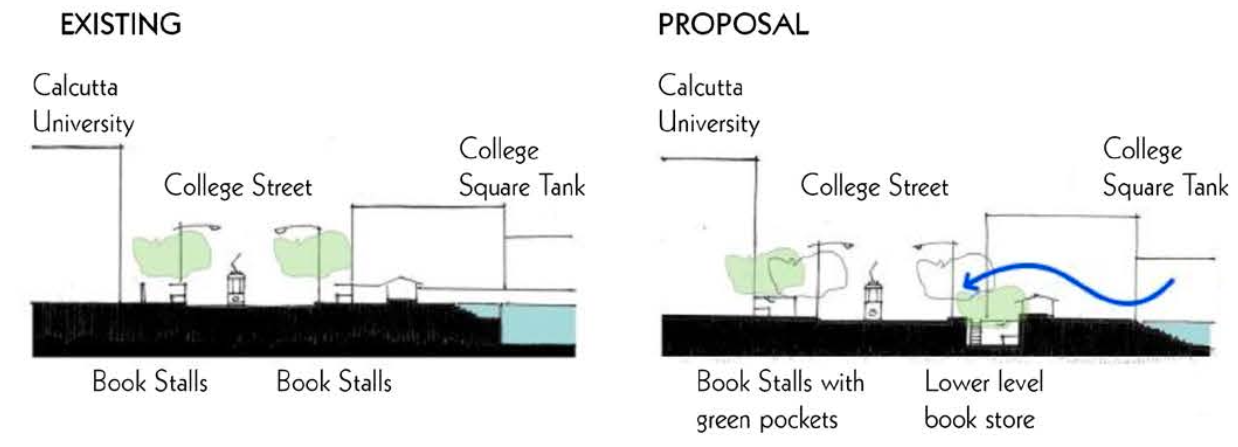 EXISTING
Calcutta
University
College Street
College
Square Tank
Book Stalls
Book Stalls
PROPOSAL
Calcutta
University
College Street
College
Square Tank
Book Stalls with
green pockets
Lower level
book store